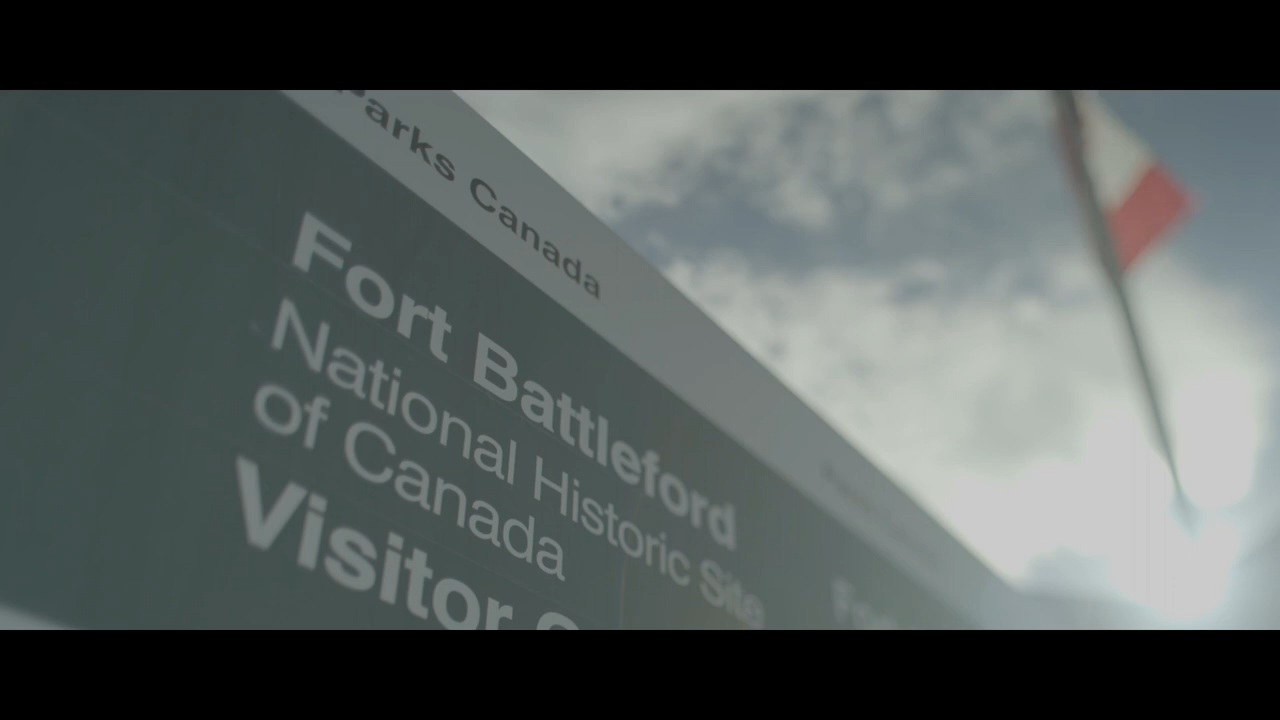 Parks Canada
Fort Battleford
National Historic Site
of Canada
Visitor